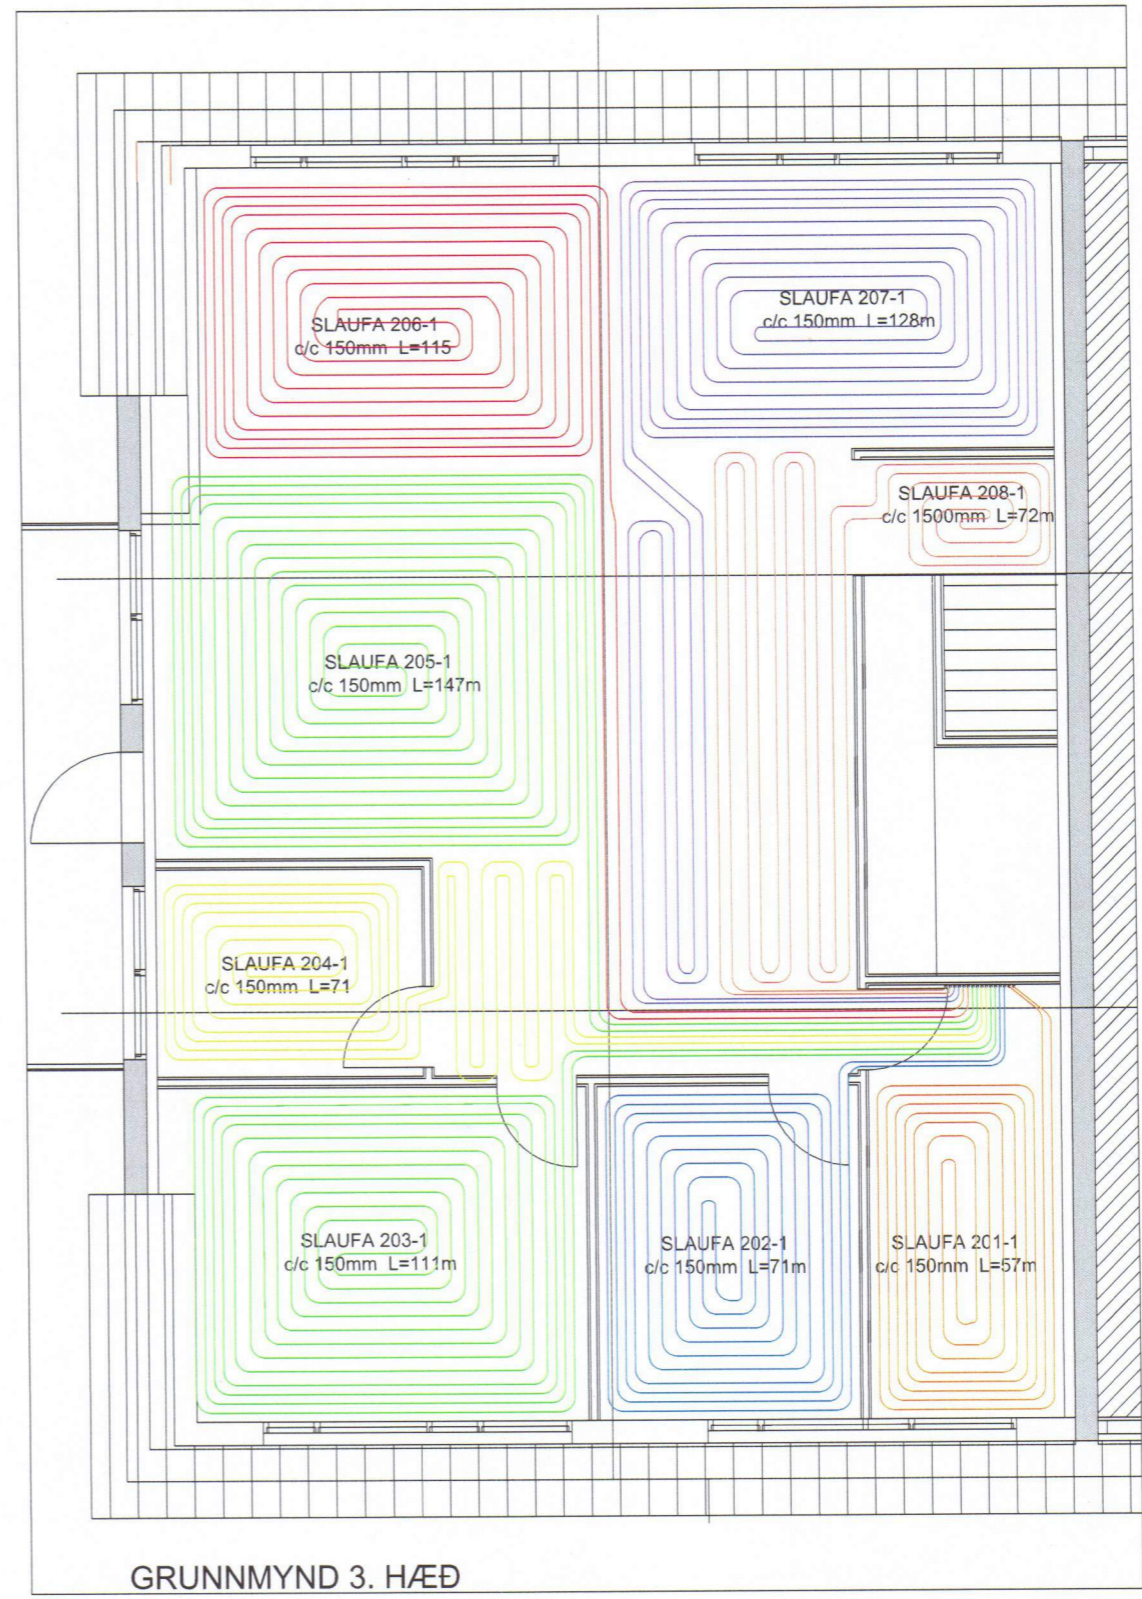 SLAUFA 206-1
c/c 150mm L=115
SLAUFA 207-1
c/c 150mm L=128m
SLAUFA 208-1
c/c 1500mm L=72m
SLAUFA 205-1
c/c 150mm L=147m
SLAUFA 204-1
c/c 150mm L=71
SLAUFA 203-1
c/c 150mm L=111m
SLAUFA 202-1
c/c 150mm L=71m
SLAUFA 201-1
c/c 150mm L=57m
GRUNNMYND 3. HÆÐ